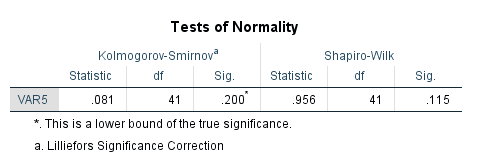 Tests of Normality
Kolmogorov-Smirnovᵃ Shapiro-Wilk
Statistic df Sig. Statistic df Sig.
VAR5 .081 41 .200* .956 41 .115
*. This is a lower bound of the true significance.
a. Lilliefors Significance Correction